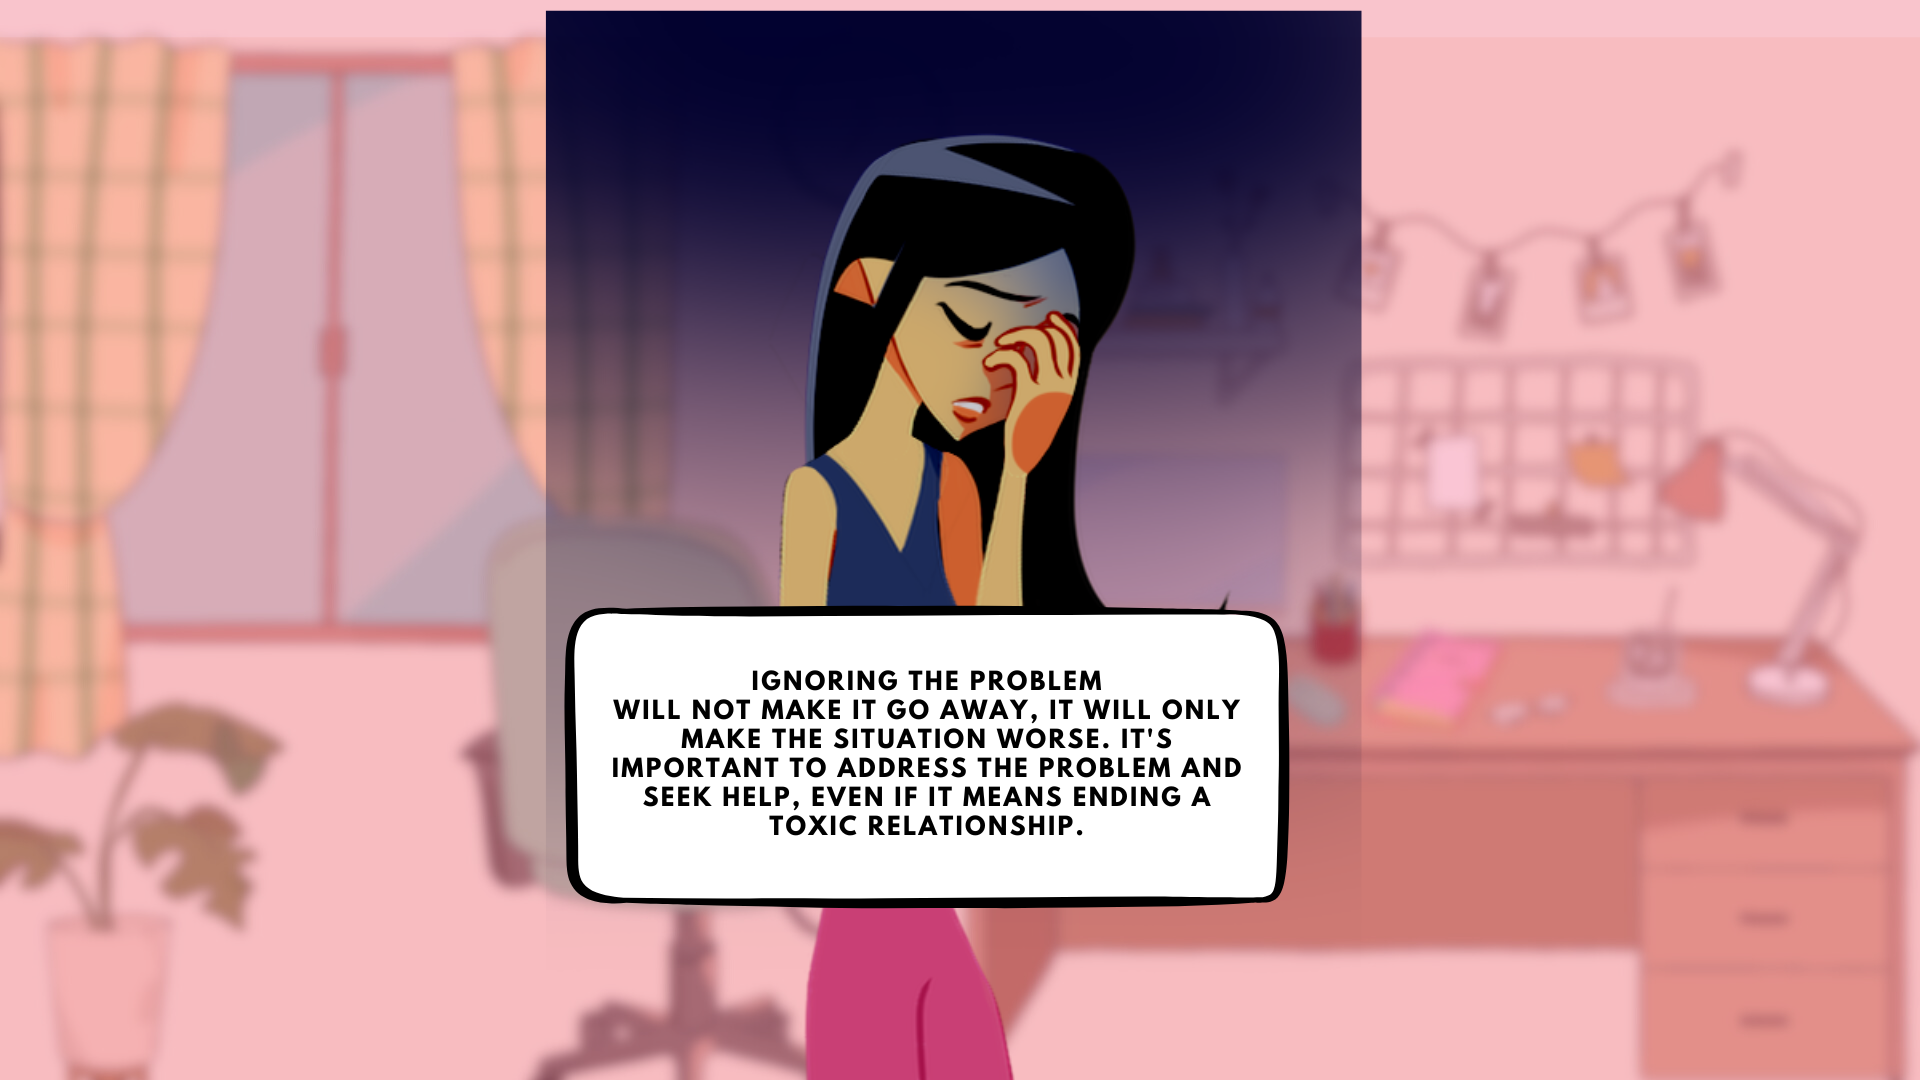 IGNORING THE PROBLEM
WILL NOT MAKE IT GO AWAY, IT WILL ONLY
MAKE THE SITUATION WORSE. IT'S
IMPORTANT TO ADDRESS THE PROBLEM AND
SEEK HELP, EVEN IF IT MEANS ENDING A
TOXIC RELATIONSHIP.